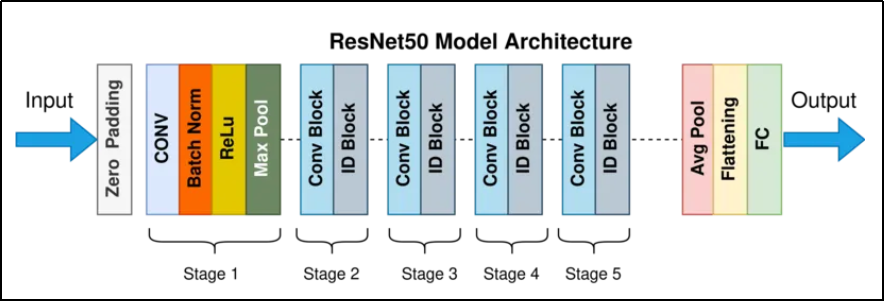 ResNet50 Model Architecture
Input
Zero Padding
CONV
Batch Norm
ReLu
Max Pool
Conv Block
ID Block
Conv Block
ID Block
Conv Block
ID Block
Conv Block
ID Block
Avg Pool
Flattening
FC
Output
Stage 1
Stage 2
Stage 3
Stage 4
Stage 5